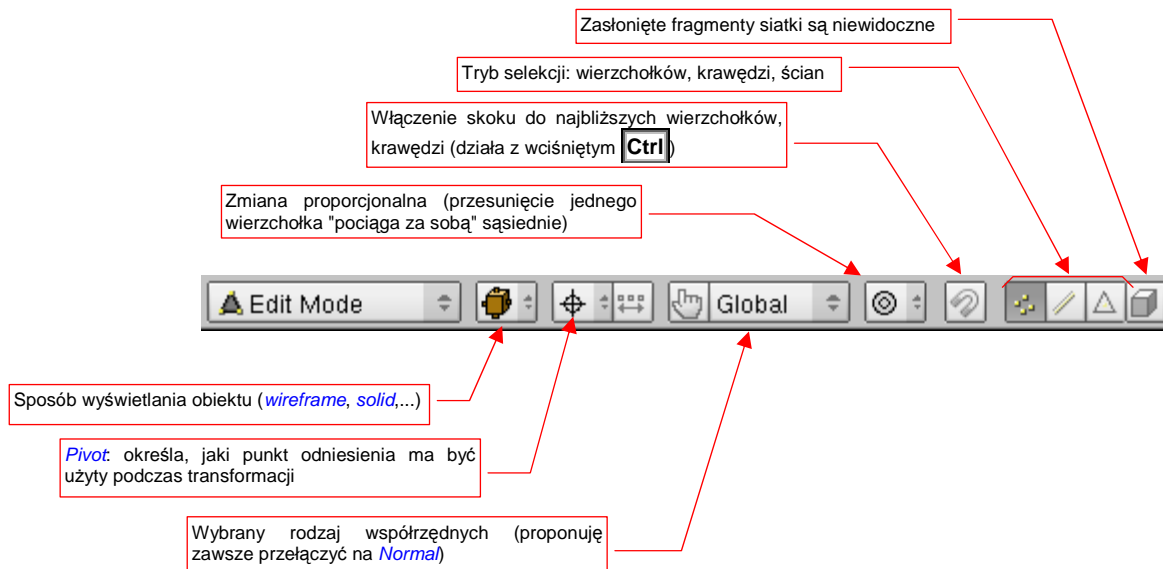 Zasłonięte fragmenty siatki są niewidoczne
Tryb selekcji: wierzchołków, krawędzi, ścian
Włączenie skoku do najbliższych wierzchołków,
krawędzi (działa z wciśniętym Ctrl)
Zmiana proporcjonalna (przesunięcie jednego
wierzchołka "pociąga za sobą" sąsiednie)
Edit Mode Global
Sposób wyświetlania obiektu (wireframe, solid,...)
Pivot: określa, jaki punkt odniesienia ma być
użyty podczas transformacji
Wybrany rodzaj współrzędnych (proponuję
zawsze przełączyć na Normal)